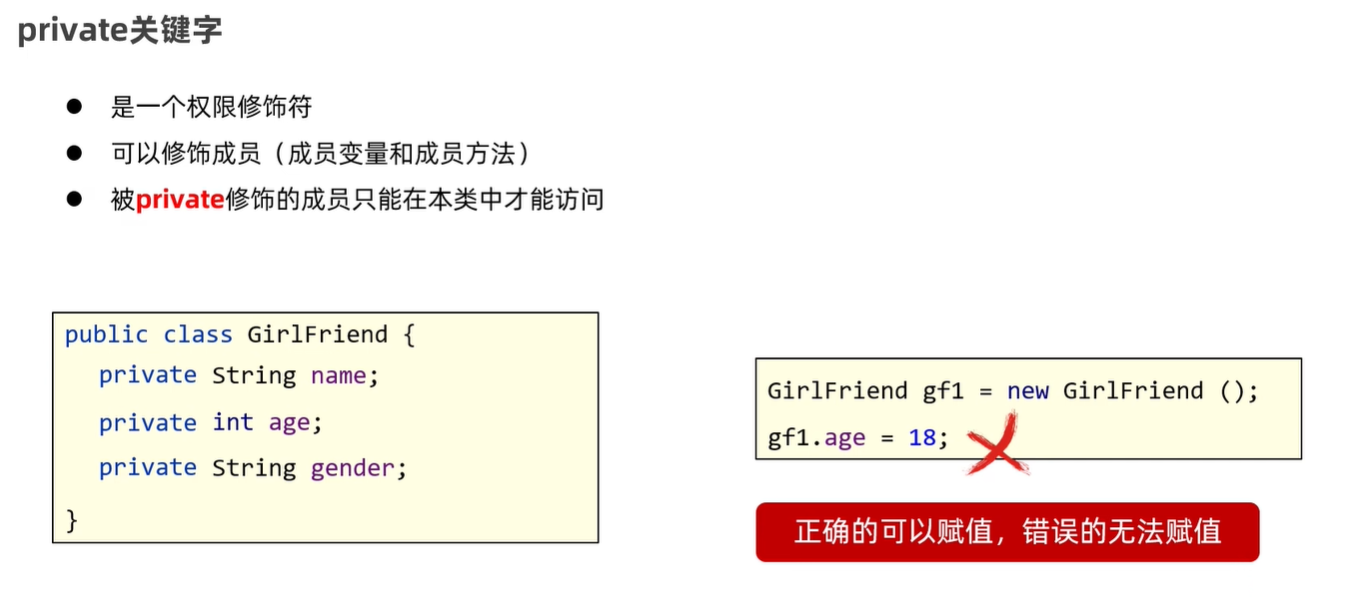 private关键字
● 是一个权限修饰符
● 可以修饰成员（成员变量和成员方法）
● 被private修饰的成员只能在本类中才能访问
public class GirlFriend {
private String name;
private int age;
private String gender;
}
GirlFriend gf1 = new GirlFriend ();
gf1.age = 18;
正确的可以赋值，错误的无法赋值